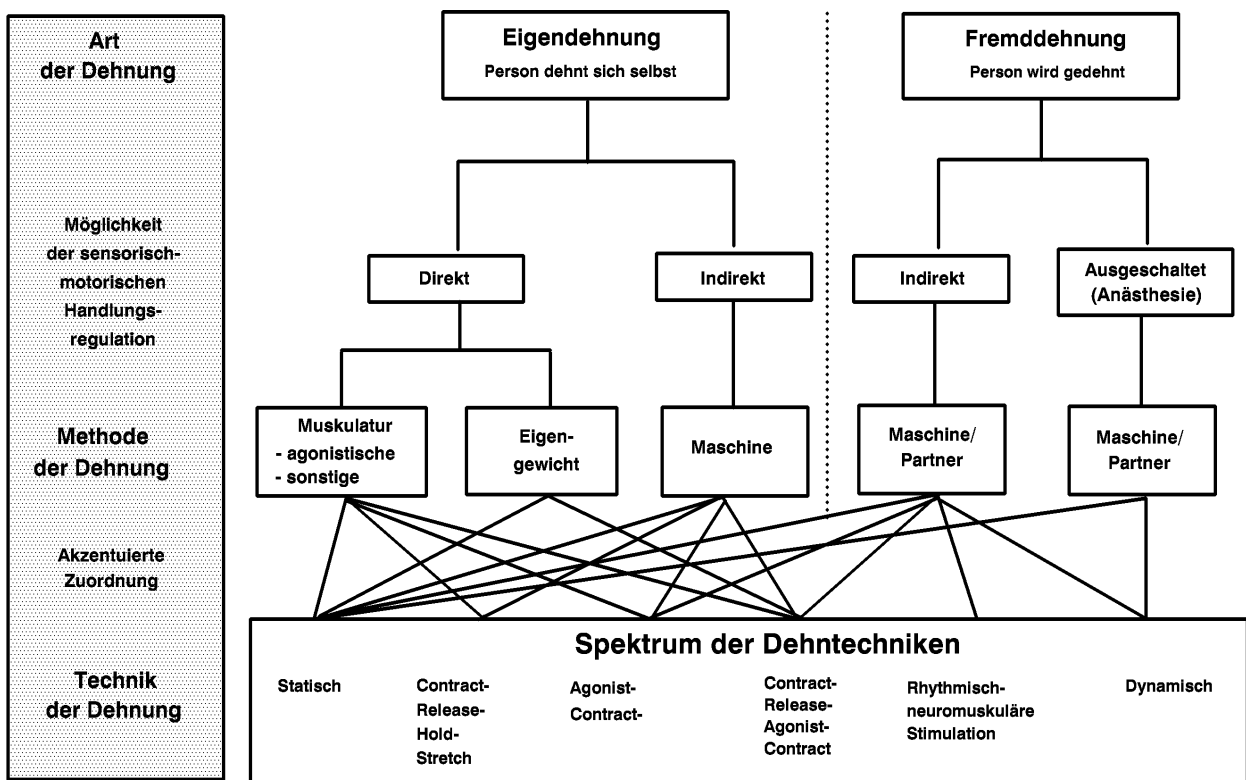 Art
der Dehnung
Eigendehnung
Person dehnt sich selbst
Fremddehnung
Person wird gedehnt
Möglichkeit
der sensorisch-
motorischen
Handlungs-
regulation
Direkt
Indirekt
Indirekt
Ausgeschaltet
(Anästhesie)
Methode
der Dehnung
Muskulatur
- agonistische
- sonstige
Eigen-
gewicht
Maschine
Maschine/
Partner
Maschine/
Partner
Akzentuierte
Zuordnung
Spektrum der Dehntechniken
Technik
der Dehnung
Statisch
Contract-
Release-
Hold-
Stretch
Agonist-
Contract-
Contract-
Release-
Agonist-
Contract
Rhythmisch-
neuromuskuläre
Stimulation
Dynamisch